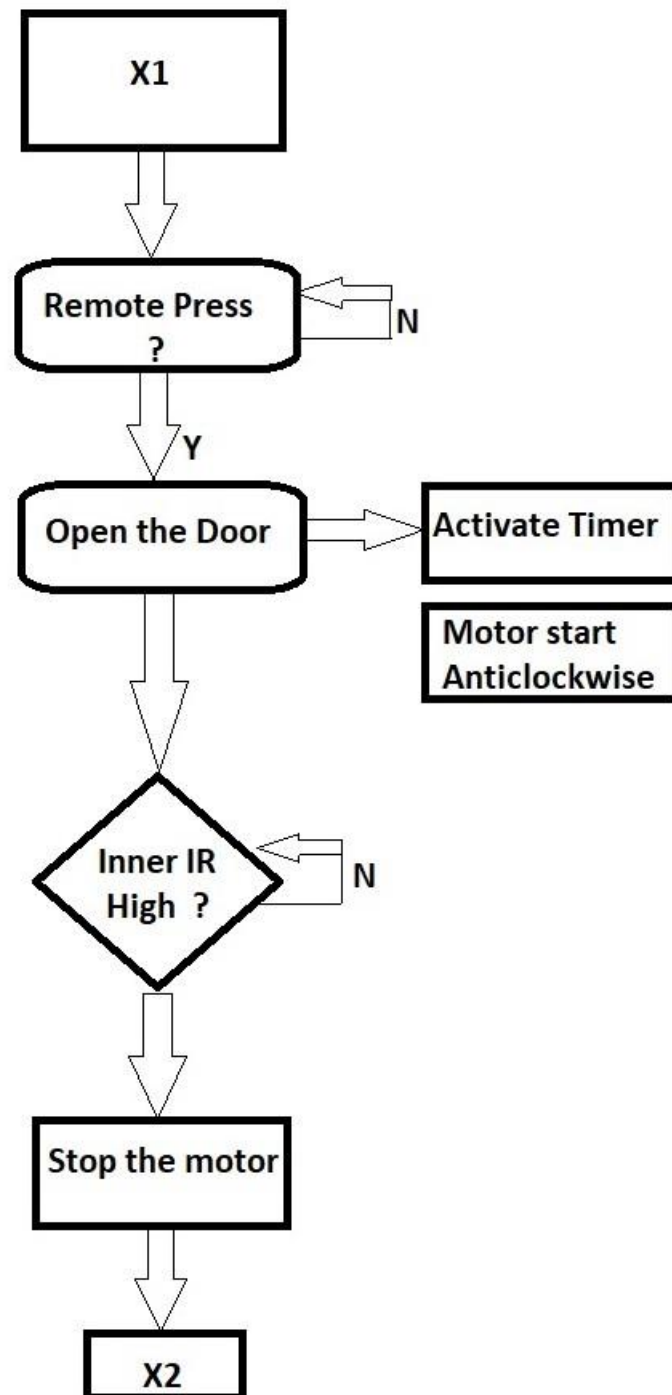 X1
Remote Press
?
N
Y
Open the Door
Activate Timer
Motor start
Anticlockwise
Inner IR
High ?
N
Stop the motor
X2